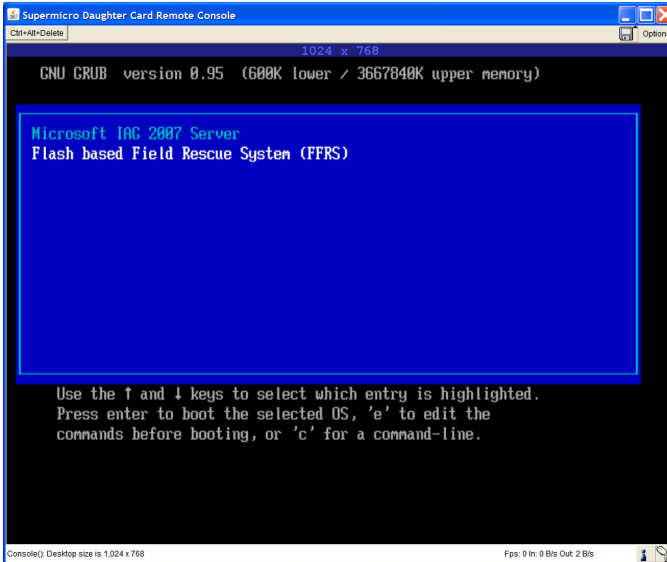 Supermicro Daughter Card Remote Console
Ctrl+Alt+Delete
Option
1024 x 768
GNU GRUB version 0.95 (600K lower / 3667840K upper memory)
Microsoft IAG 2007 Server
Flash based Field Rescue System (FFRS)
Use the ↑ and ↓ keys to select which entry is highlighted.
Press enter to boot the selected OS, 'e' to edit the
commands before booting, or 'c' for a command-line.
Console(): Desktop size is 1,024 x 768
Fps: 0 In: 0 B/s Out: 2 B/s